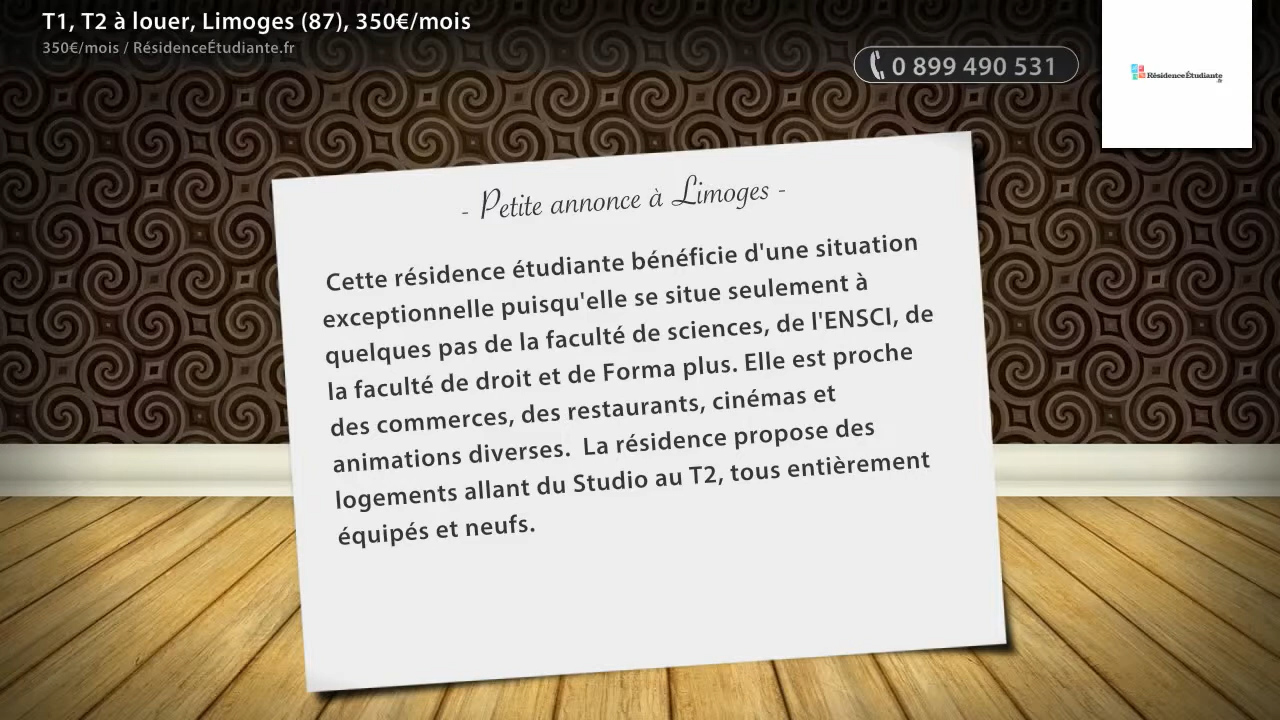 T1, T2 à louer, Limoges (87), 350€/mois
350€/mois / RésidenceÉtudiante.fr
0 899 490 531
RésidenceÉtudiante
.fr
- Petite annonce à Limoges -
Cette résidence étudiante bénéficie d'une situation
exceptionnelle puisqu'elle se situe seulement à
quelques pas de la faculté de sciences, de l'ENSCI, de
la faculté de droit et de Forma plus. Elle est proche
des commerces, des restaurants, cinémas et
animations diverses.  La résidence propose des
logements allant du Studio au T2, tous entièrement
équipés et neufs.